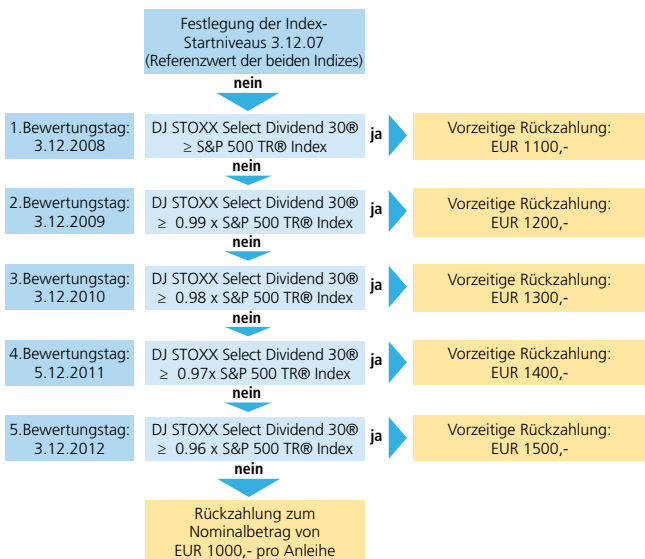 Festlegung der Index-
Startniveaus 3.12.07
(Referenzwert der beiden Indizes)
nein
1.Bewertungstag:
3.12.2008
DJ STOXX Select Dividend 30®
≥ S&P 500 TR® Index
ja
Vorzeitige Rückzahlung:
EUR 1100,-
nein
2.Bewertungstag:
3.12.2009
DJ STOXX Select Dividend 30®
≥ 0.99 x S&P 500 TR® Index
ja
Vorzeitige Rückzahlung:
EUR 1200,-
nein
3.Bewertungstag:
3.12.2010
DJ STOXX Select Dividend 30®
≥ 0.98 x S&P 500 TR® Index
ja
Vorzeitige Rückzahlung:
EUR 1300,-
nein
4.Bewertungstag:
5.12.2011
DJ STOXX Select Dividend 30®
≥ 0.97x S&P 500 TR® Index
ja
Vorzeitige Rückzahlung:
EUR 1400,-
nein
5.Bewertungstag:
3.12.2012
DJ STOXX Select Dividend 30®
≥ 0.96 x S&P 500 TR® Index
ja
Vorzeitige Rückzahlung:
EUR 1500,-
nein
Rückzahlung zum
Nominalbetrag von
EUR 1000,- pro Anleihe